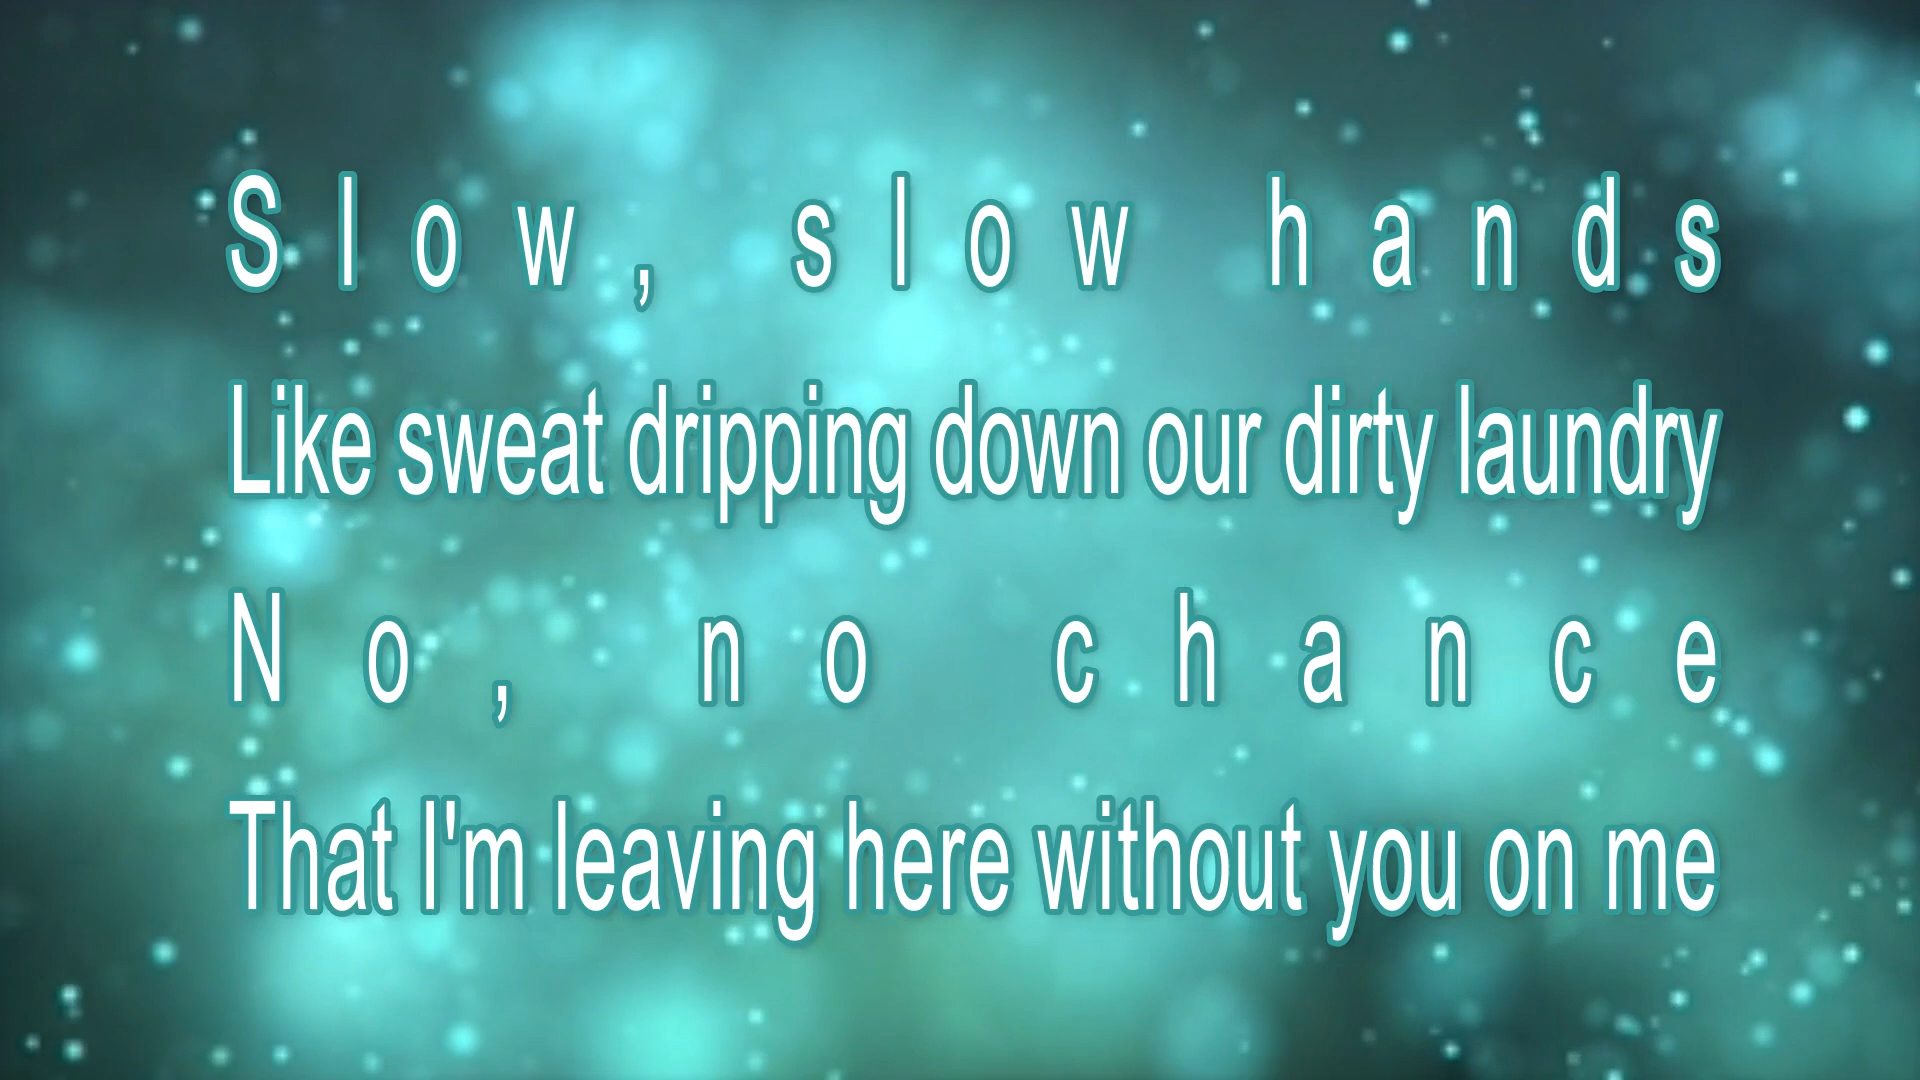 Slow, slow hands
Like sweat dripping down our dirty laundry
No, no chance
That I'm leaving here without you on me